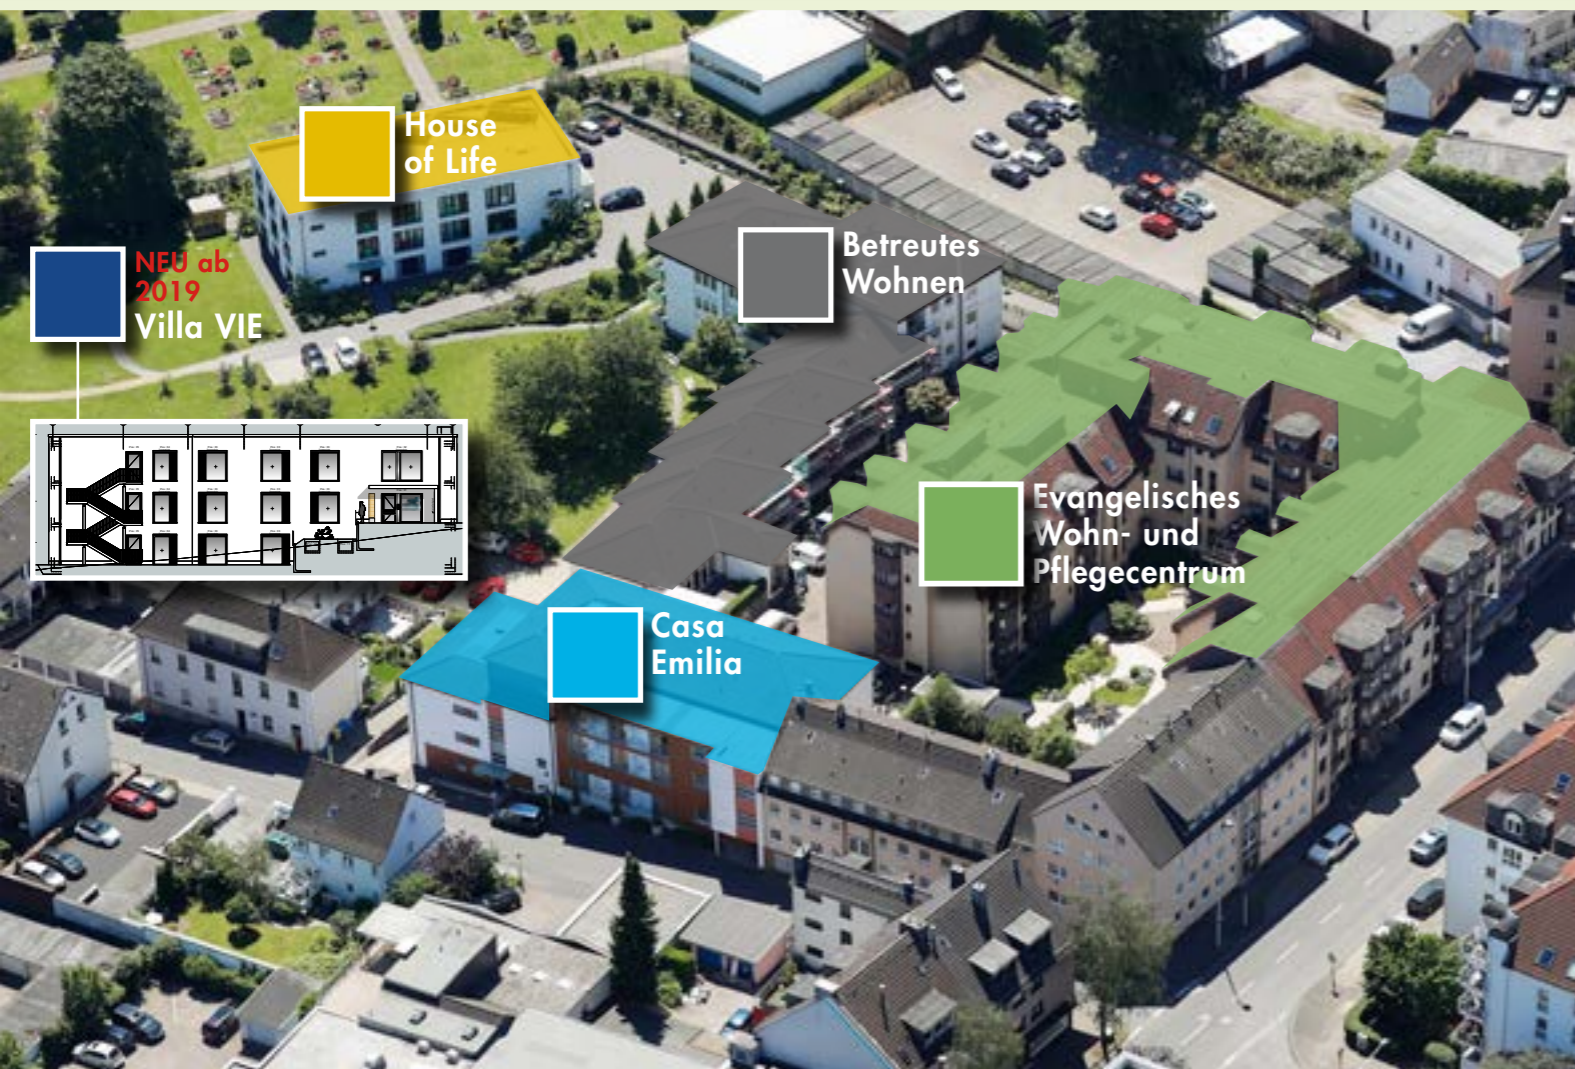 House
of Life
NEU ab
2019
Villa VIE
Betreutes
Wohnen
Evangelisches
Wohn- und
Pflegecentrum
Casa
Emilia